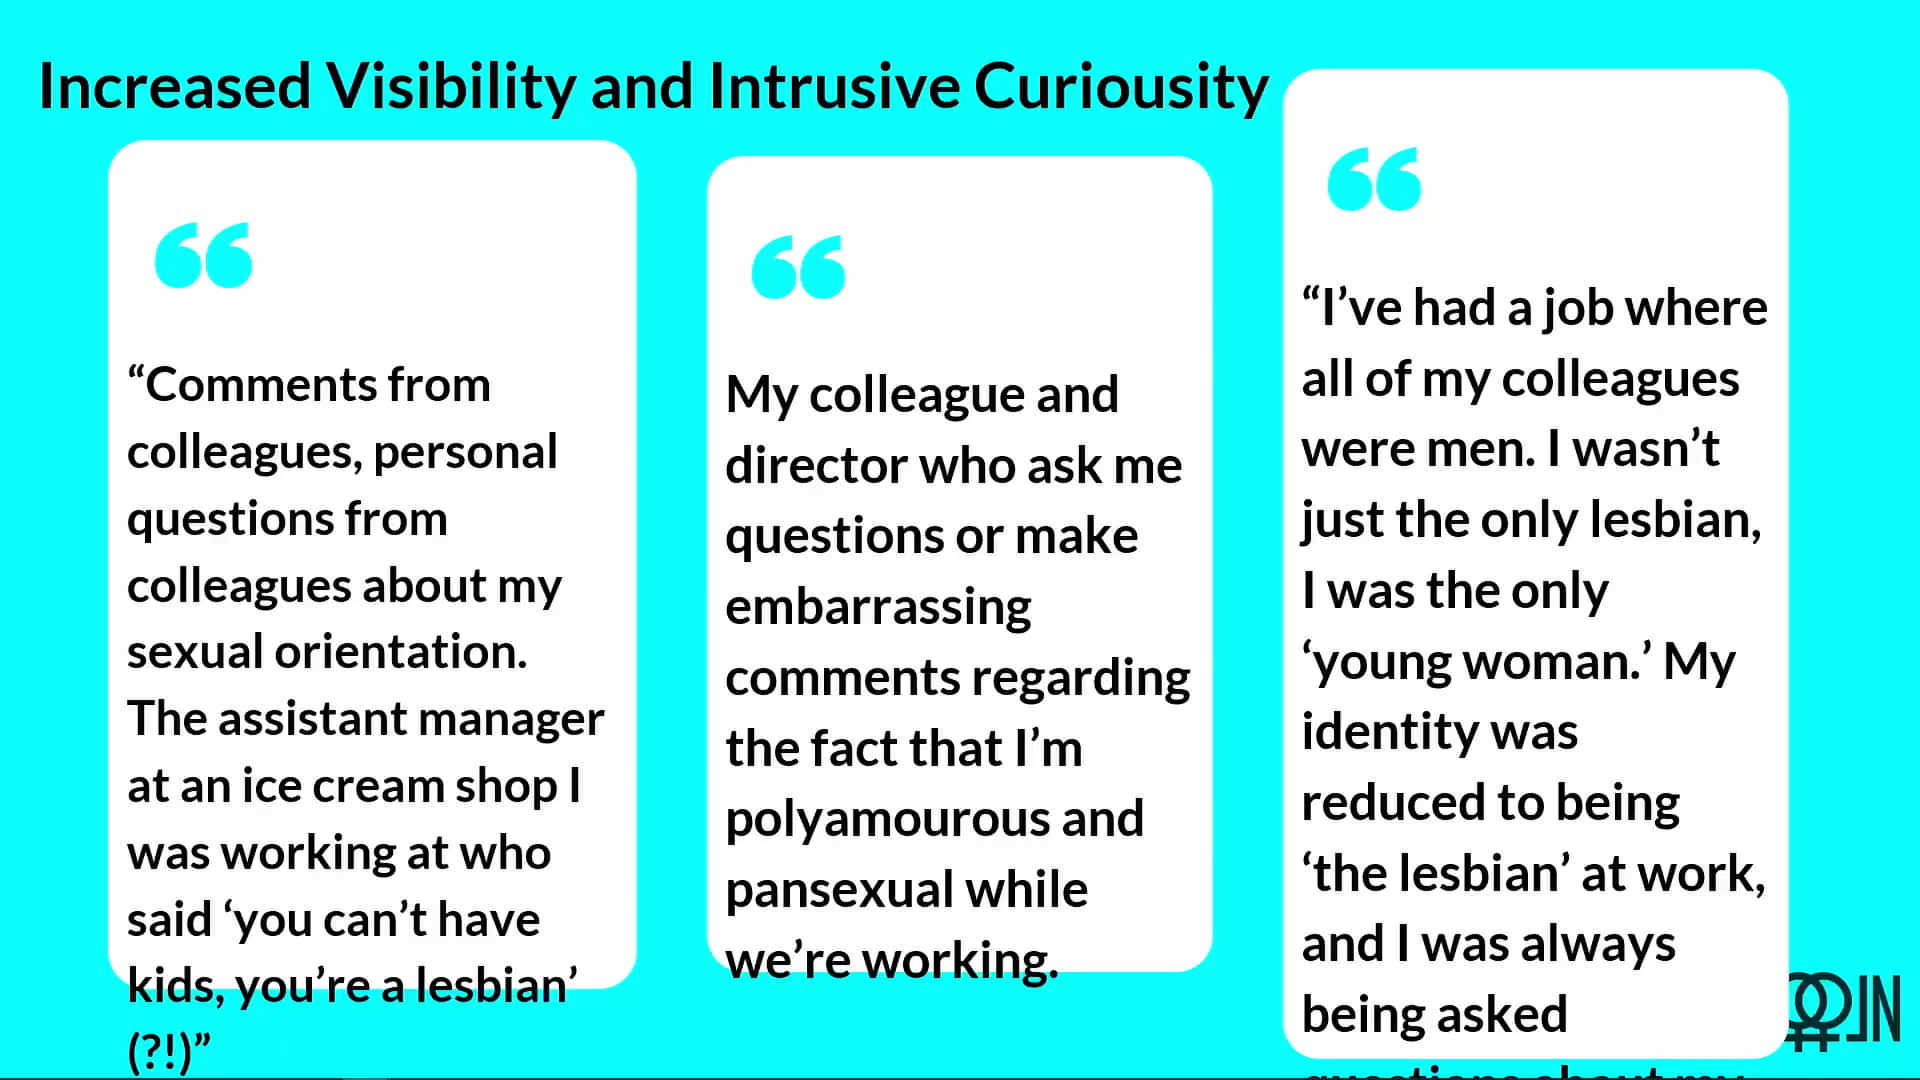 Increased Visibility and Intrusive Curiousity
“Comments from
colleagues, personal
questions from
colleagues about my
sexual orientation.
The assistant manager
at an ice cream shop I
was working at who
said ‘you can’t have
kids, you’re a lesbian’
(?!)”
My colleague and
director who ask me
questions or make
embarrassing
comments regarding
the fact that I’m
polyamourous and
pansexual while
we’re working.
“I’ve had a job where
all of my colleagues
were men. I wasn’t
just the only lesbian,
I was the only
‘young woman.’ My
identity was
reduced to being
‘the lesbian’ at work,
and I was always
being asked
questions about my